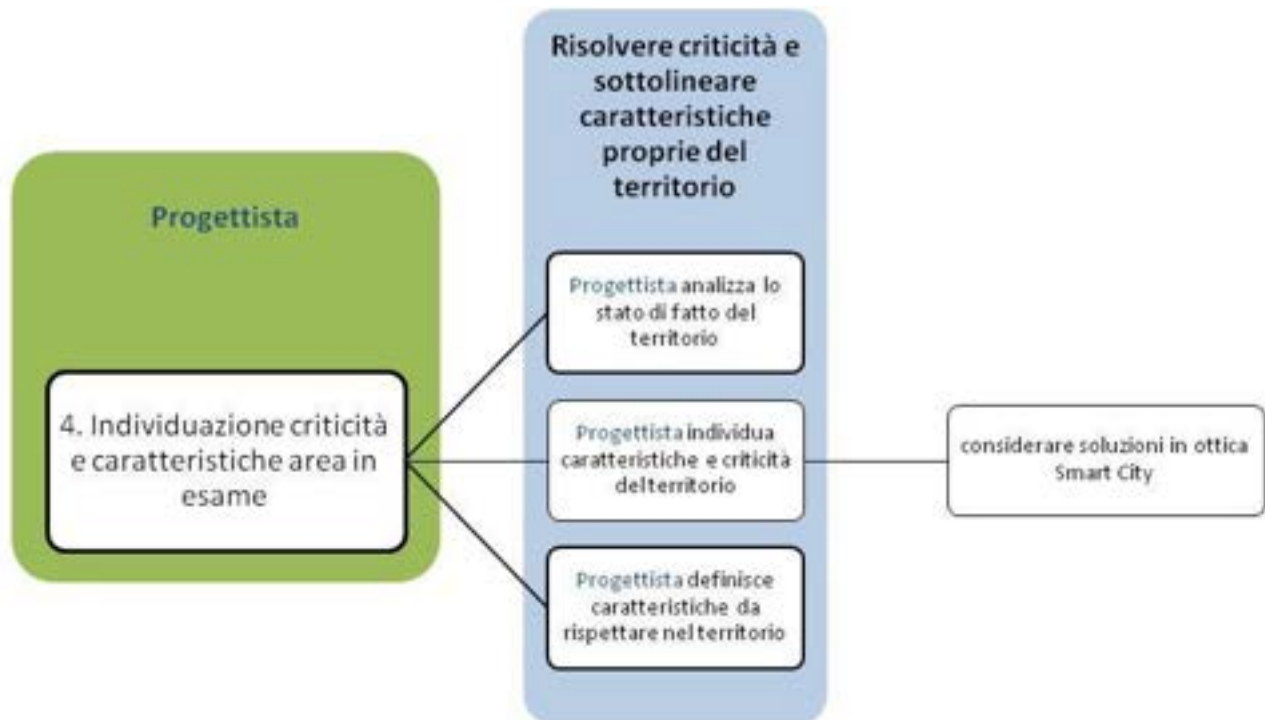 Progettista
4. Individuazione criticità
e caratteristiche area in
esame
Risolvere criticità e
sottolineare
caratteristiche
proprie del
territorio
Progettista analizza lo
stato di fatto del
territorio
Progettista individua
caratteristiche e criticità
del territorio
Progettista definisce
caratteristiche da
rispettare nel territorio
considerare soluzioni in ottica
Smart City